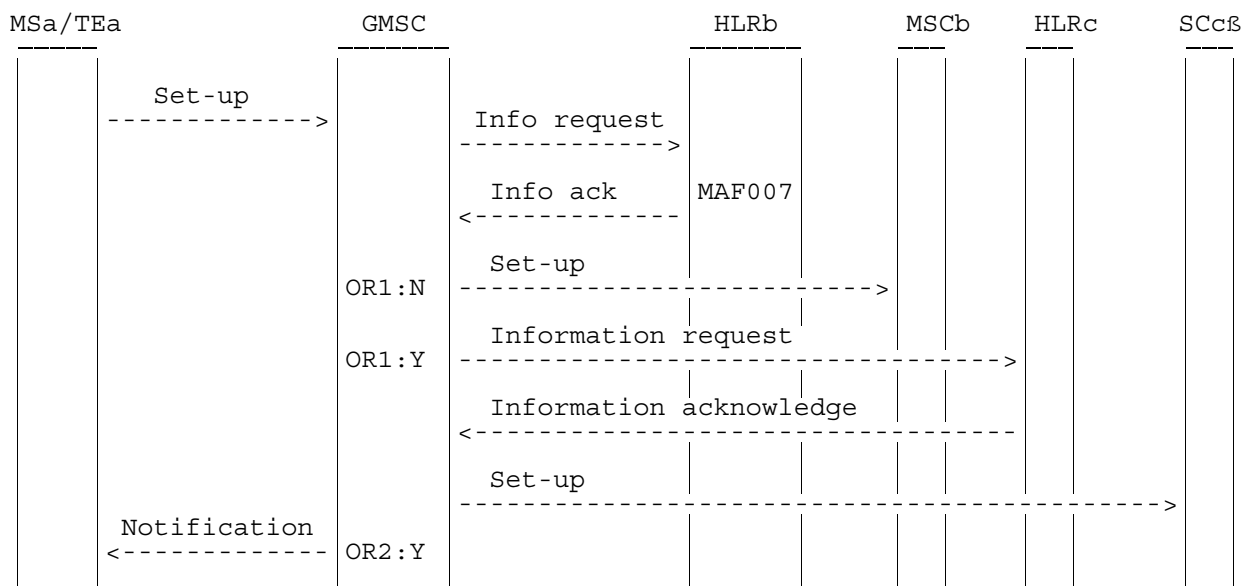 MSa/TEa GMSC HLRb MSCb HLRc SCcß
Set-up
Info request
Info ack MAF007
Set-up
OR1:N
Information request
OR1:Y
Information acknowledge
Set-up
Notification
OR2:Y